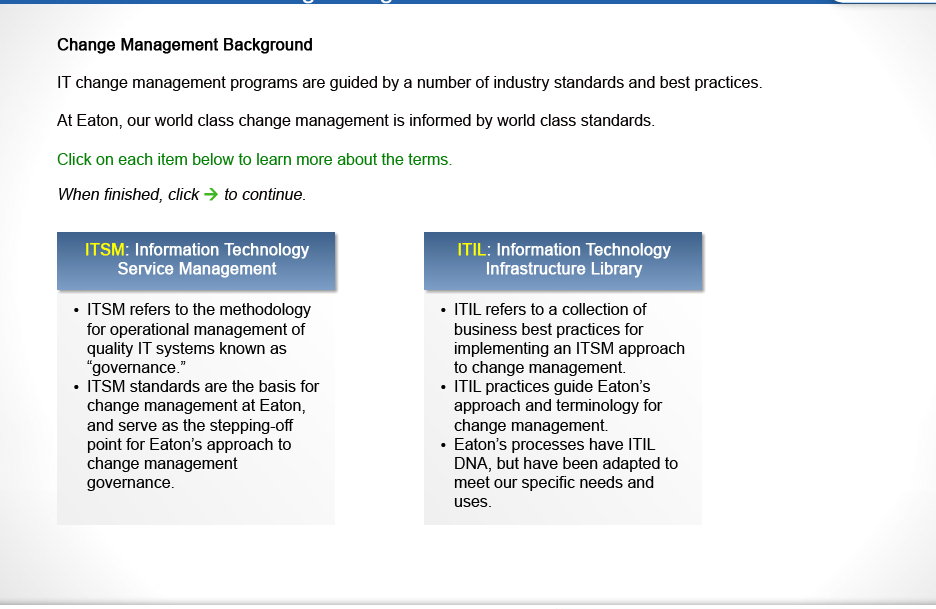 Change Management Background
IT change management programs are guided by a number of industry standards and best practices.
At Eaton, our world class change management is informed by world class standards.
Click on each item below to learn more about the terms.
When finished, click → to continue.
ITSM: Information Technology
Service Management
• ITSM refers to the methodology
for operational management of
quality IT systems known as
“governance.”
• ITSM standards are the basis for
change management at Eaton,
and serve as the stepping-off
point for Eaton’s approach to
change management
governance.
ITIL: Information Technology
Infrastructure Library
• ITIL refers to a collection of
business best practices for
implementing an ITSM approach
to change management.
• ITIL practices guide Eaton’s
approach and terminology for
change management.
• Eaton’s processes have ITIL
DNA, but have been adapted to
meet our specific needs and
uses.